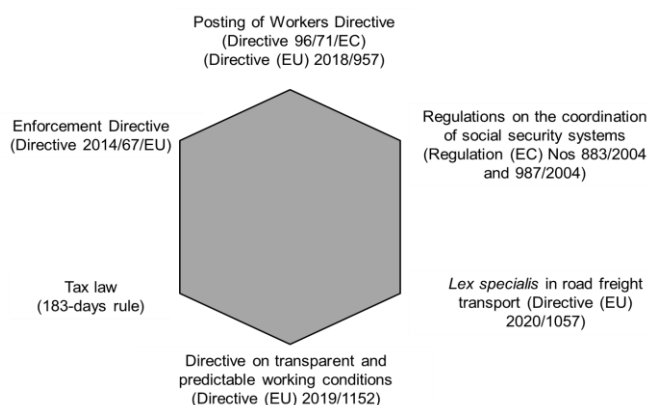 Posting of Workers Directive
(Directive 96/71/EC)
(Directive (EU) 2018/957)
Enforcement Directive
(Directive 2014/67/EU)
Regulations on the coordination
of social security systems
(Regulation (EC) Nos 883/2004
and 987/2004)
Tax law
(183-days rule)
Lex specialis in road freight
transport (Directive (EU)
2020/1057)
Directive on transparent and
predictable working conditions
(Directive (EU) 2019/1152)